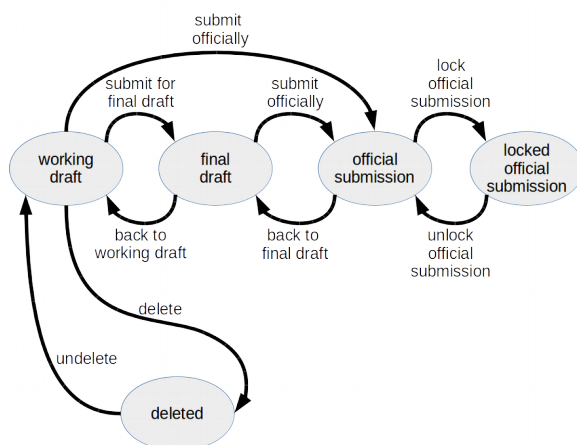 submit
officially
submit for
final draft
submit
officially
lock
official
submission
working
draft
final
draft
official
submission
locked
official
submission
back to
working draft
back to
final draft
unlock
official
submission
delete
undelete
deleted